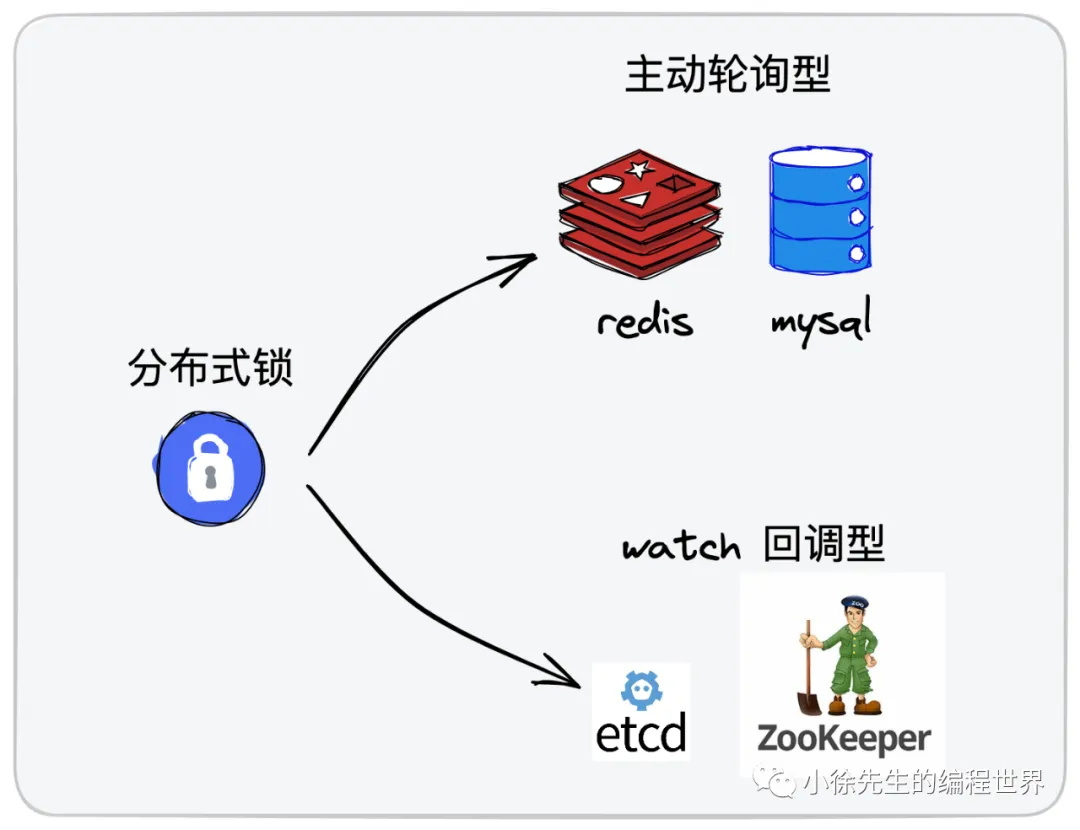 主动轮询型
redis
mysql
分布式锁
watch 回调型
etcd
ZOO
ZooKeeper
小徐先生的编程世界